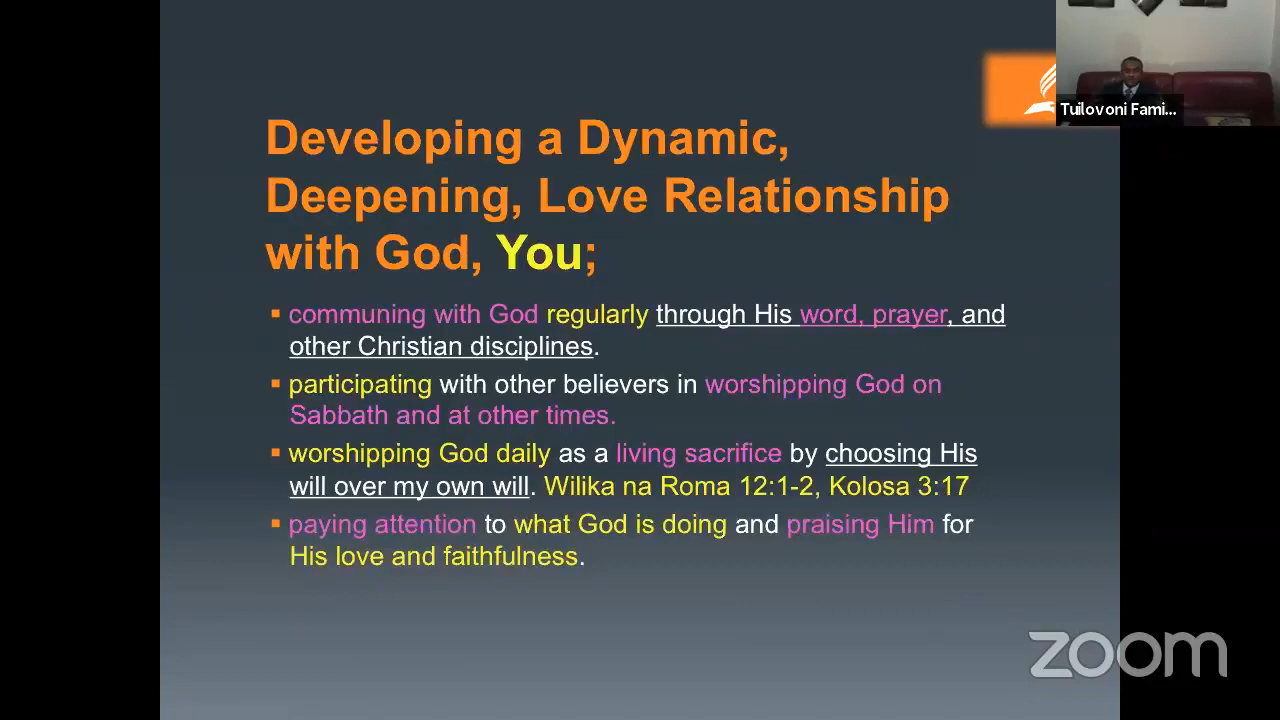 Tuilovoni Fami...
Developing a Dynamic,
Deepening, Love Relationship
with God, You;
communing with God regularly through His word, prayer, and
other Christian disciplines.
participating with other believers in worshipping God on
Sabbath and at other times.
worshipping God daily as a living sacrifice by choosing His
will over my own will. Wilika na Roma 12:1-2, Kolosa 3:17
paying attention to what God is doing and praising Him for
His love and faithfulness.
zoom